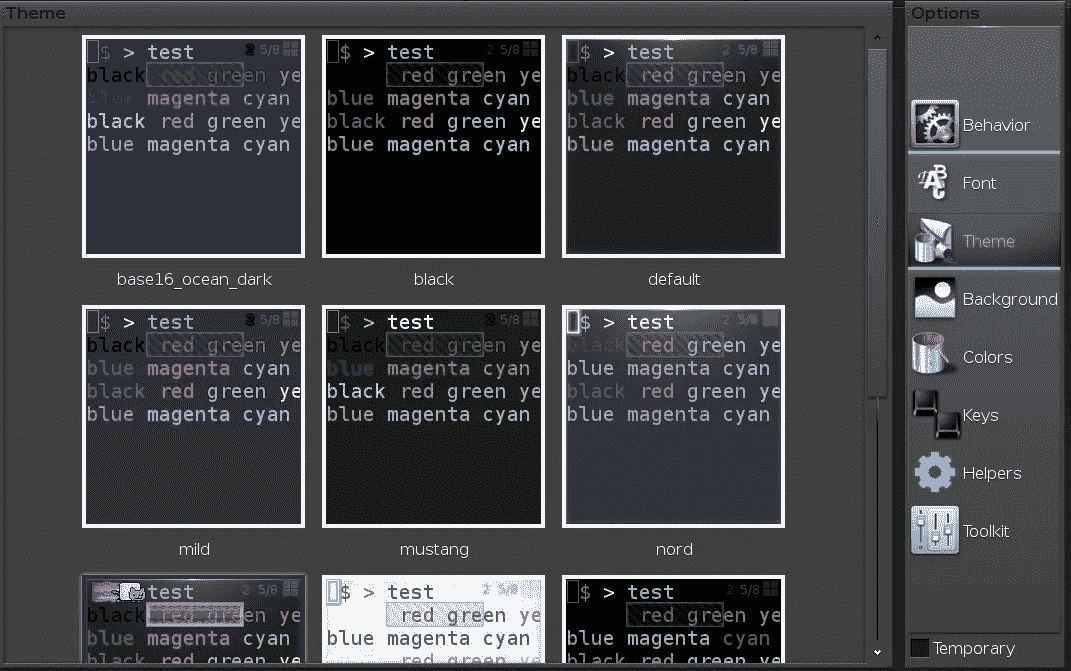 Theme
Options
$ > test 2 5/8
black red green ye
blue magenta cyan
black red green ye
blue magenta cyan
base16_ocean_dark
$ > test 2 5/8
red green ye
blue magenta cyan
black red green ye
blue magenta cyan
black
$ > test 2 5/8
black red green ye
blue magenta cyan
black red green ye
blue magenta cyan
default
$ > test 2 5/8
black red green ye
blue magenta cyan
black red green ye
blue magenta cyan
mild
$ > test 2 5/8
black red green ye
blue magenta cyan
black red green ye
blue magenta cyan
mustang
$ > test 2 5/8
black red green ye
blue magenta cyan
black red green ye
blue magenta cyan
nord
test 2 5/8
black red green ye
blue magenta cyan
black red green ye
$ > test 2 5/8
red green ye
blue magenta cyan
red green ye
$ > test 2 5/8
red green ye
blue magenta cyan
black red green ye
Behavior
Font
Theme
Background
Colors
Keys
Helpers
Toolkit
Temporary